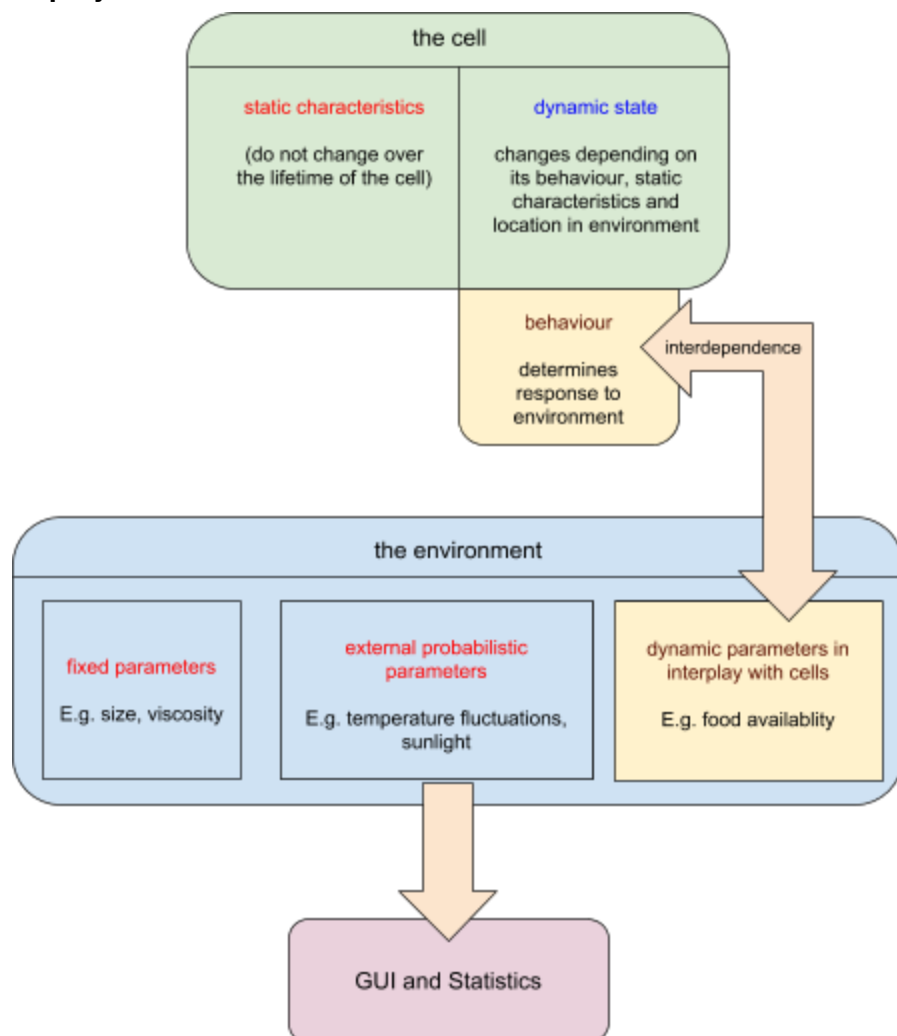 the cell
static characteristics
(do not change over
the lifetime of the cell)
dynamic state
changes depending on
its behaviour, static
characteristics and
location in environment
behaviour
determines
response to
environment
interdependence
the environment
fixed parameters
E.g. size, viscosity
external probabilistic
parameters
E.g. temperature fluctuations,
sunlight
dynamic parameters in
interplay with cells
E.g. food availablity
GUI and Statistics